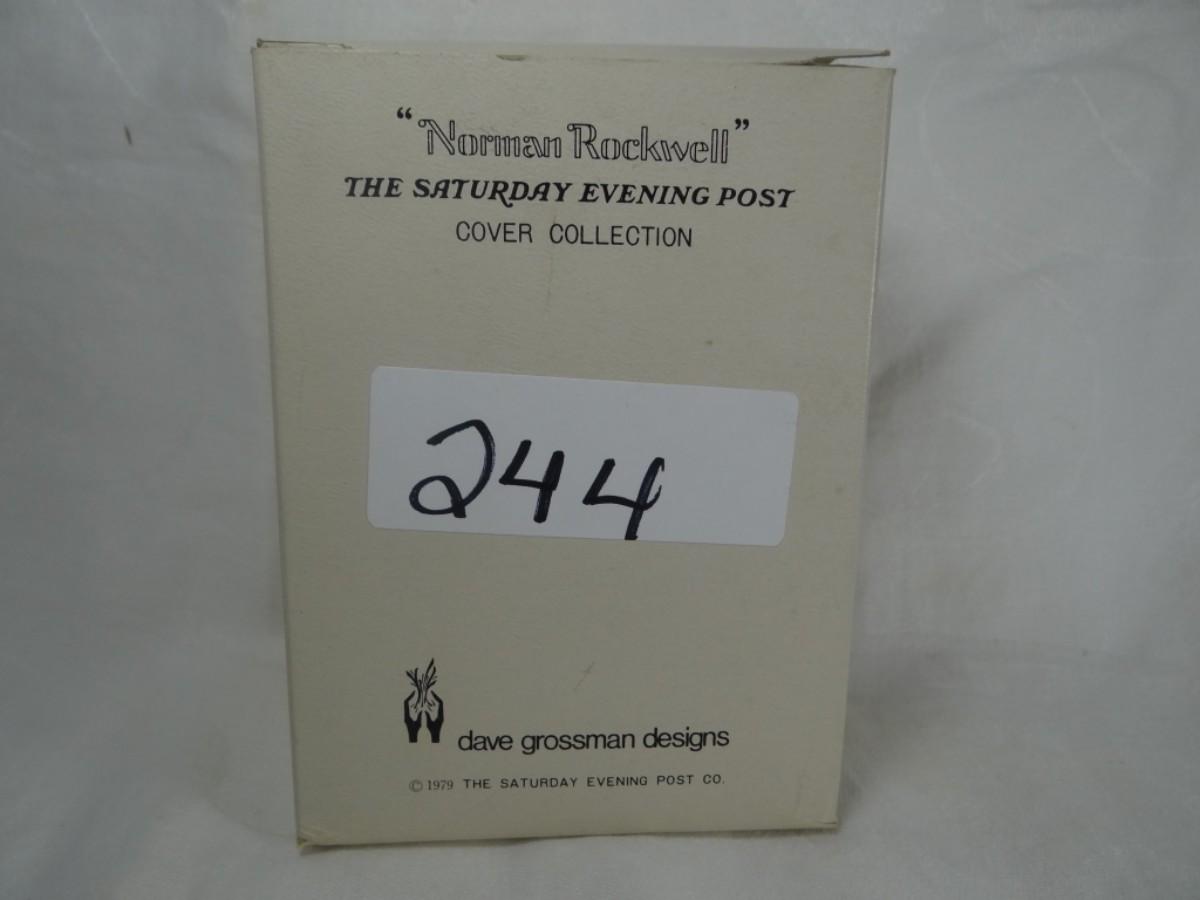 “Norman Rockwell”
THE SATURDAY EVENING POST
COVER COLLECTION
244
dave grossman designs
© 1979 THE SATURDAY EVENING POST CO.